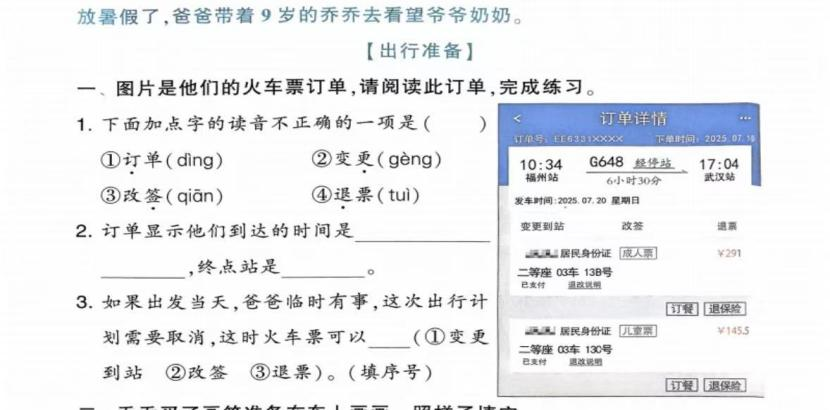 放暑假了,爸爸带着9岁的乔乔去看望爷爷奶奶。
【出行准备】
一、图片是他们的火车票订单,请阅读此订单,完成练习。
1. 下面加点字的读音不正确的一项是( )
①订单(dìng) ②变更(gèng)
③改签(qiān) ④退票(tuì)
2. 订单显示他们到达的时间是
,终点站是 。
3. 如果出发当天,爸爸临时有事,这次出行计
划需要取消,这时火车票可以 (①变更
到站 ②改签 ③退票)。(填序号)
< 订单详情 …
订单号: EE6331XXXX 下单时间: 2025.07.18
10:34 G648 经停站 17:04
福州站 6小时30分 武汉站
发车时间:2025.07.20 星期日
变更到站 改签 退票
居民身份证 成人票 ¥291
二等座 03车 13B号
已支付 退改说明
订餐 退保险
居民身份证 儿童票 ¥145.5
二等座 03车 13C号
已支付 退改说明
订餐 退保险